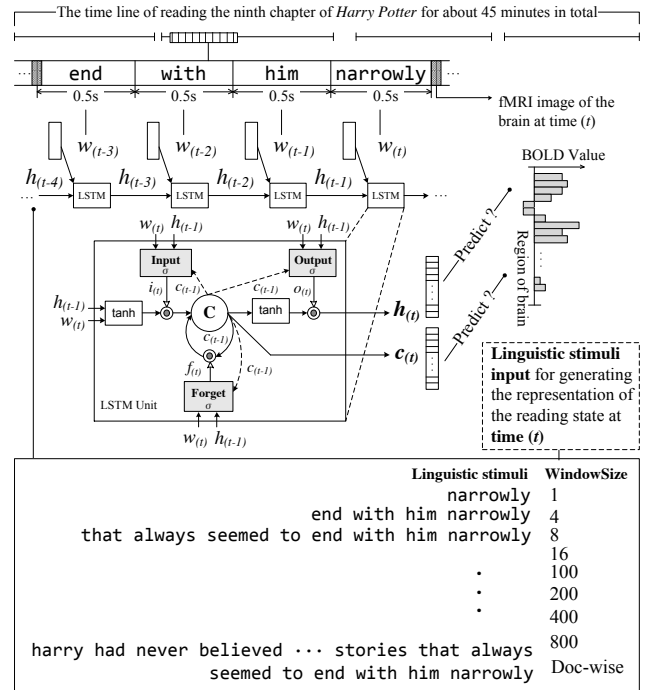 The time line of reading the ninth chapter of Harry Potter for about 45 minutes in total
... end with him narrowly ...
0.5s 0.5s 0.5s 0.5s
fMRI image of the
brain at time (t)
w(t-3) w(t-2) w(t-1) w(t)
BOLD Value
h(t-4) h(t-3) h(t-2) h(t-1)
... LSTM LSTM LSTM LSTM ...
Predict ?
Region of brain
w(t) h(t-1) w(t) h(t-1)
Input σ
Output σ
i(t) c(t-1) c(t-1) o(t)
h(t-1)
w(t)
tanh C tanh
h(t)
Predict ?
c(t-1)
c(t)
f(t) c(t-1)
Forget σ
LSTM Unit
w(t) h(t-1)
Linguistic stimuli
input for generating
the representation of
the reading state at
time (t)
Linguistic stimuli WindowSize
narrowly 1
end with him narrowly 4
that always seemed to end with him narrowly 8
16
100
200
400
800
harry had never believed ··· stories that always
seemed to end with him narrowly Doc-wise